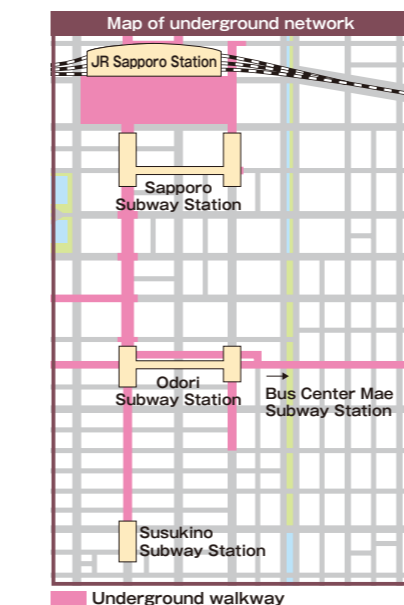 Map of underground network
JR Sapporo Station
Sapporo
Subway Station
Odori
Subway Station
Bus Center Mae
Subway Station
Susukino
Subway Station
Underground walkway